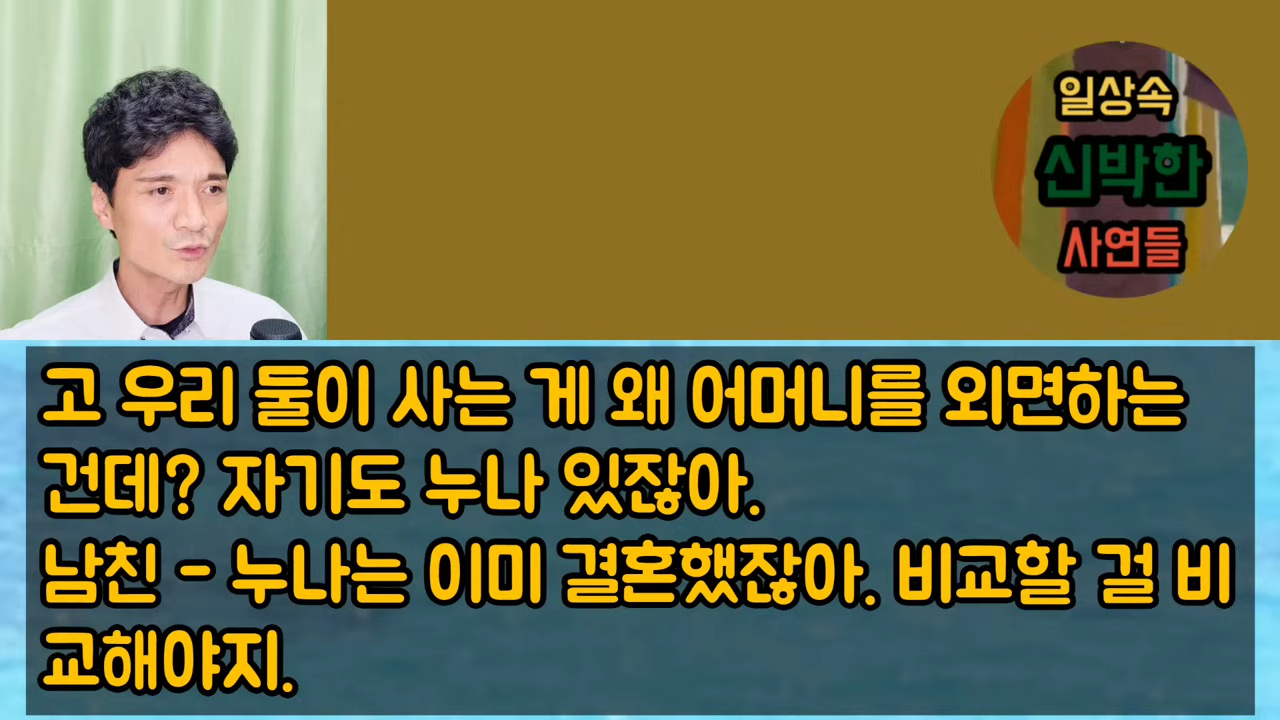 일상속
신박한
사연들
고 우리 둘이 사는 게 왜 어머니를 외면하는
건데? 자기도 누나 있잖아.
남친 - 누나는 이미 결혼했잖아. 비교할 걸 비
교해야지.